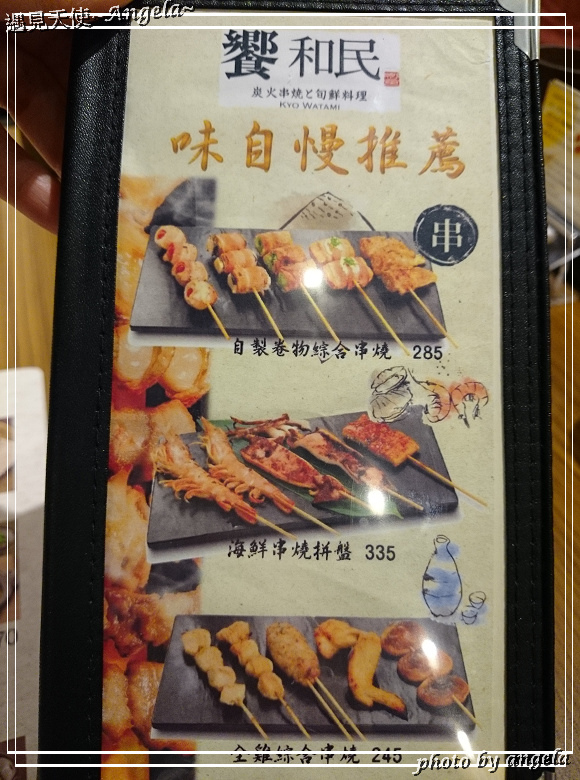 遇見天使~Angela~
饗 和民
炭火串焼と旬鮮料理
KYO WATAMI
味自慢推薦
串
自製卷物綜合串燒 285
海鮮串燒拼盤 335
全雞綜合串燒 245
photo by angela